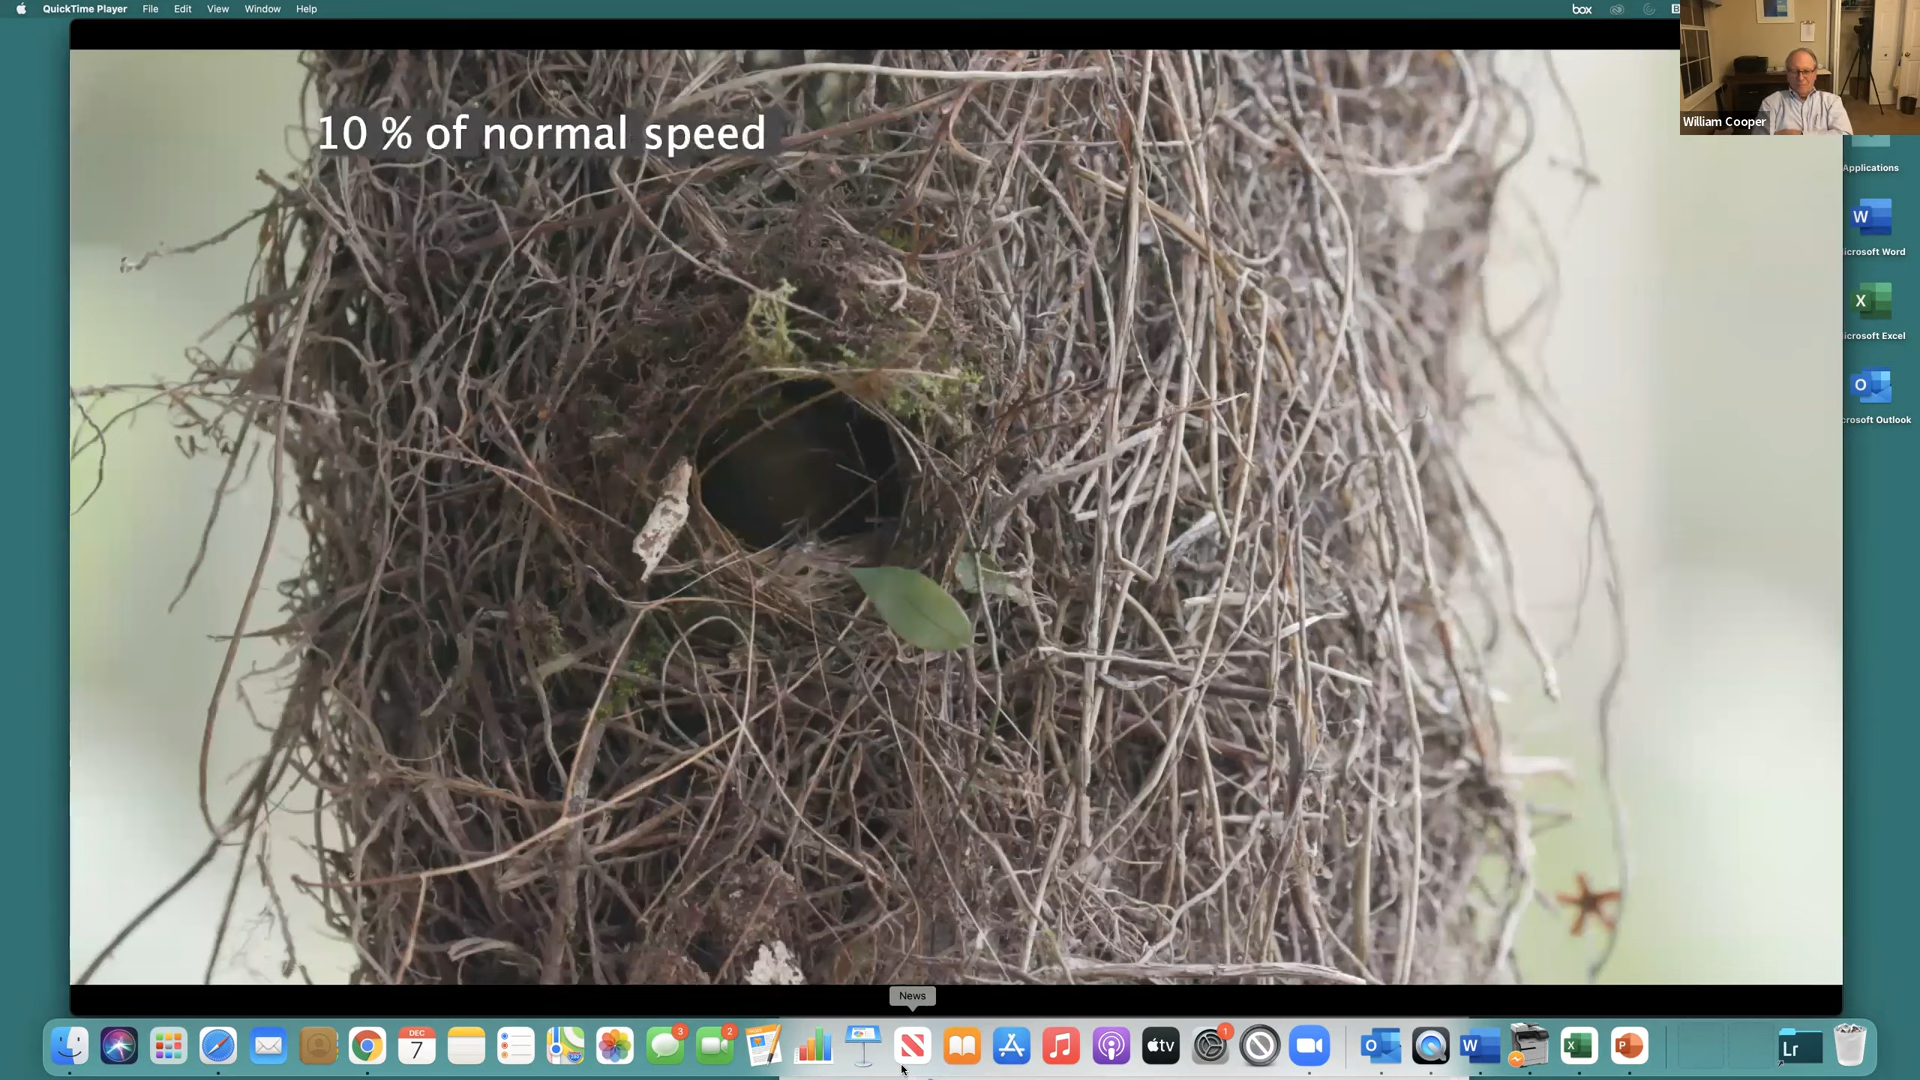 QuickTime Player File Edit View Window Help
box
10 % of normal speed
William Cooper
Applications
W
icrosoft Word
X
icrosoft Excel
O
crosoft Outlook
News
DEC
7
3
2
tv
1
O
W
X
P
Lr